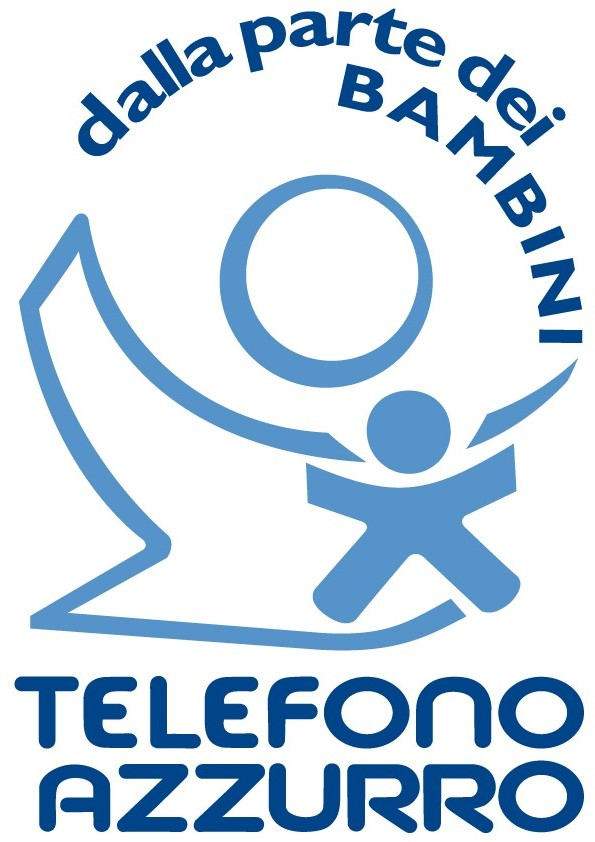 dalla parte dei
BAMBINI
TELEFONO
AZZURRO